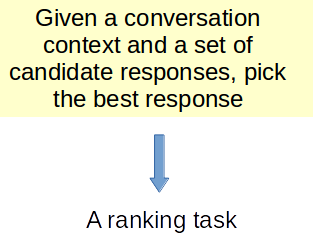 Given a conversation
context and a set of
candidate responses, pick
the best response
A ranking task